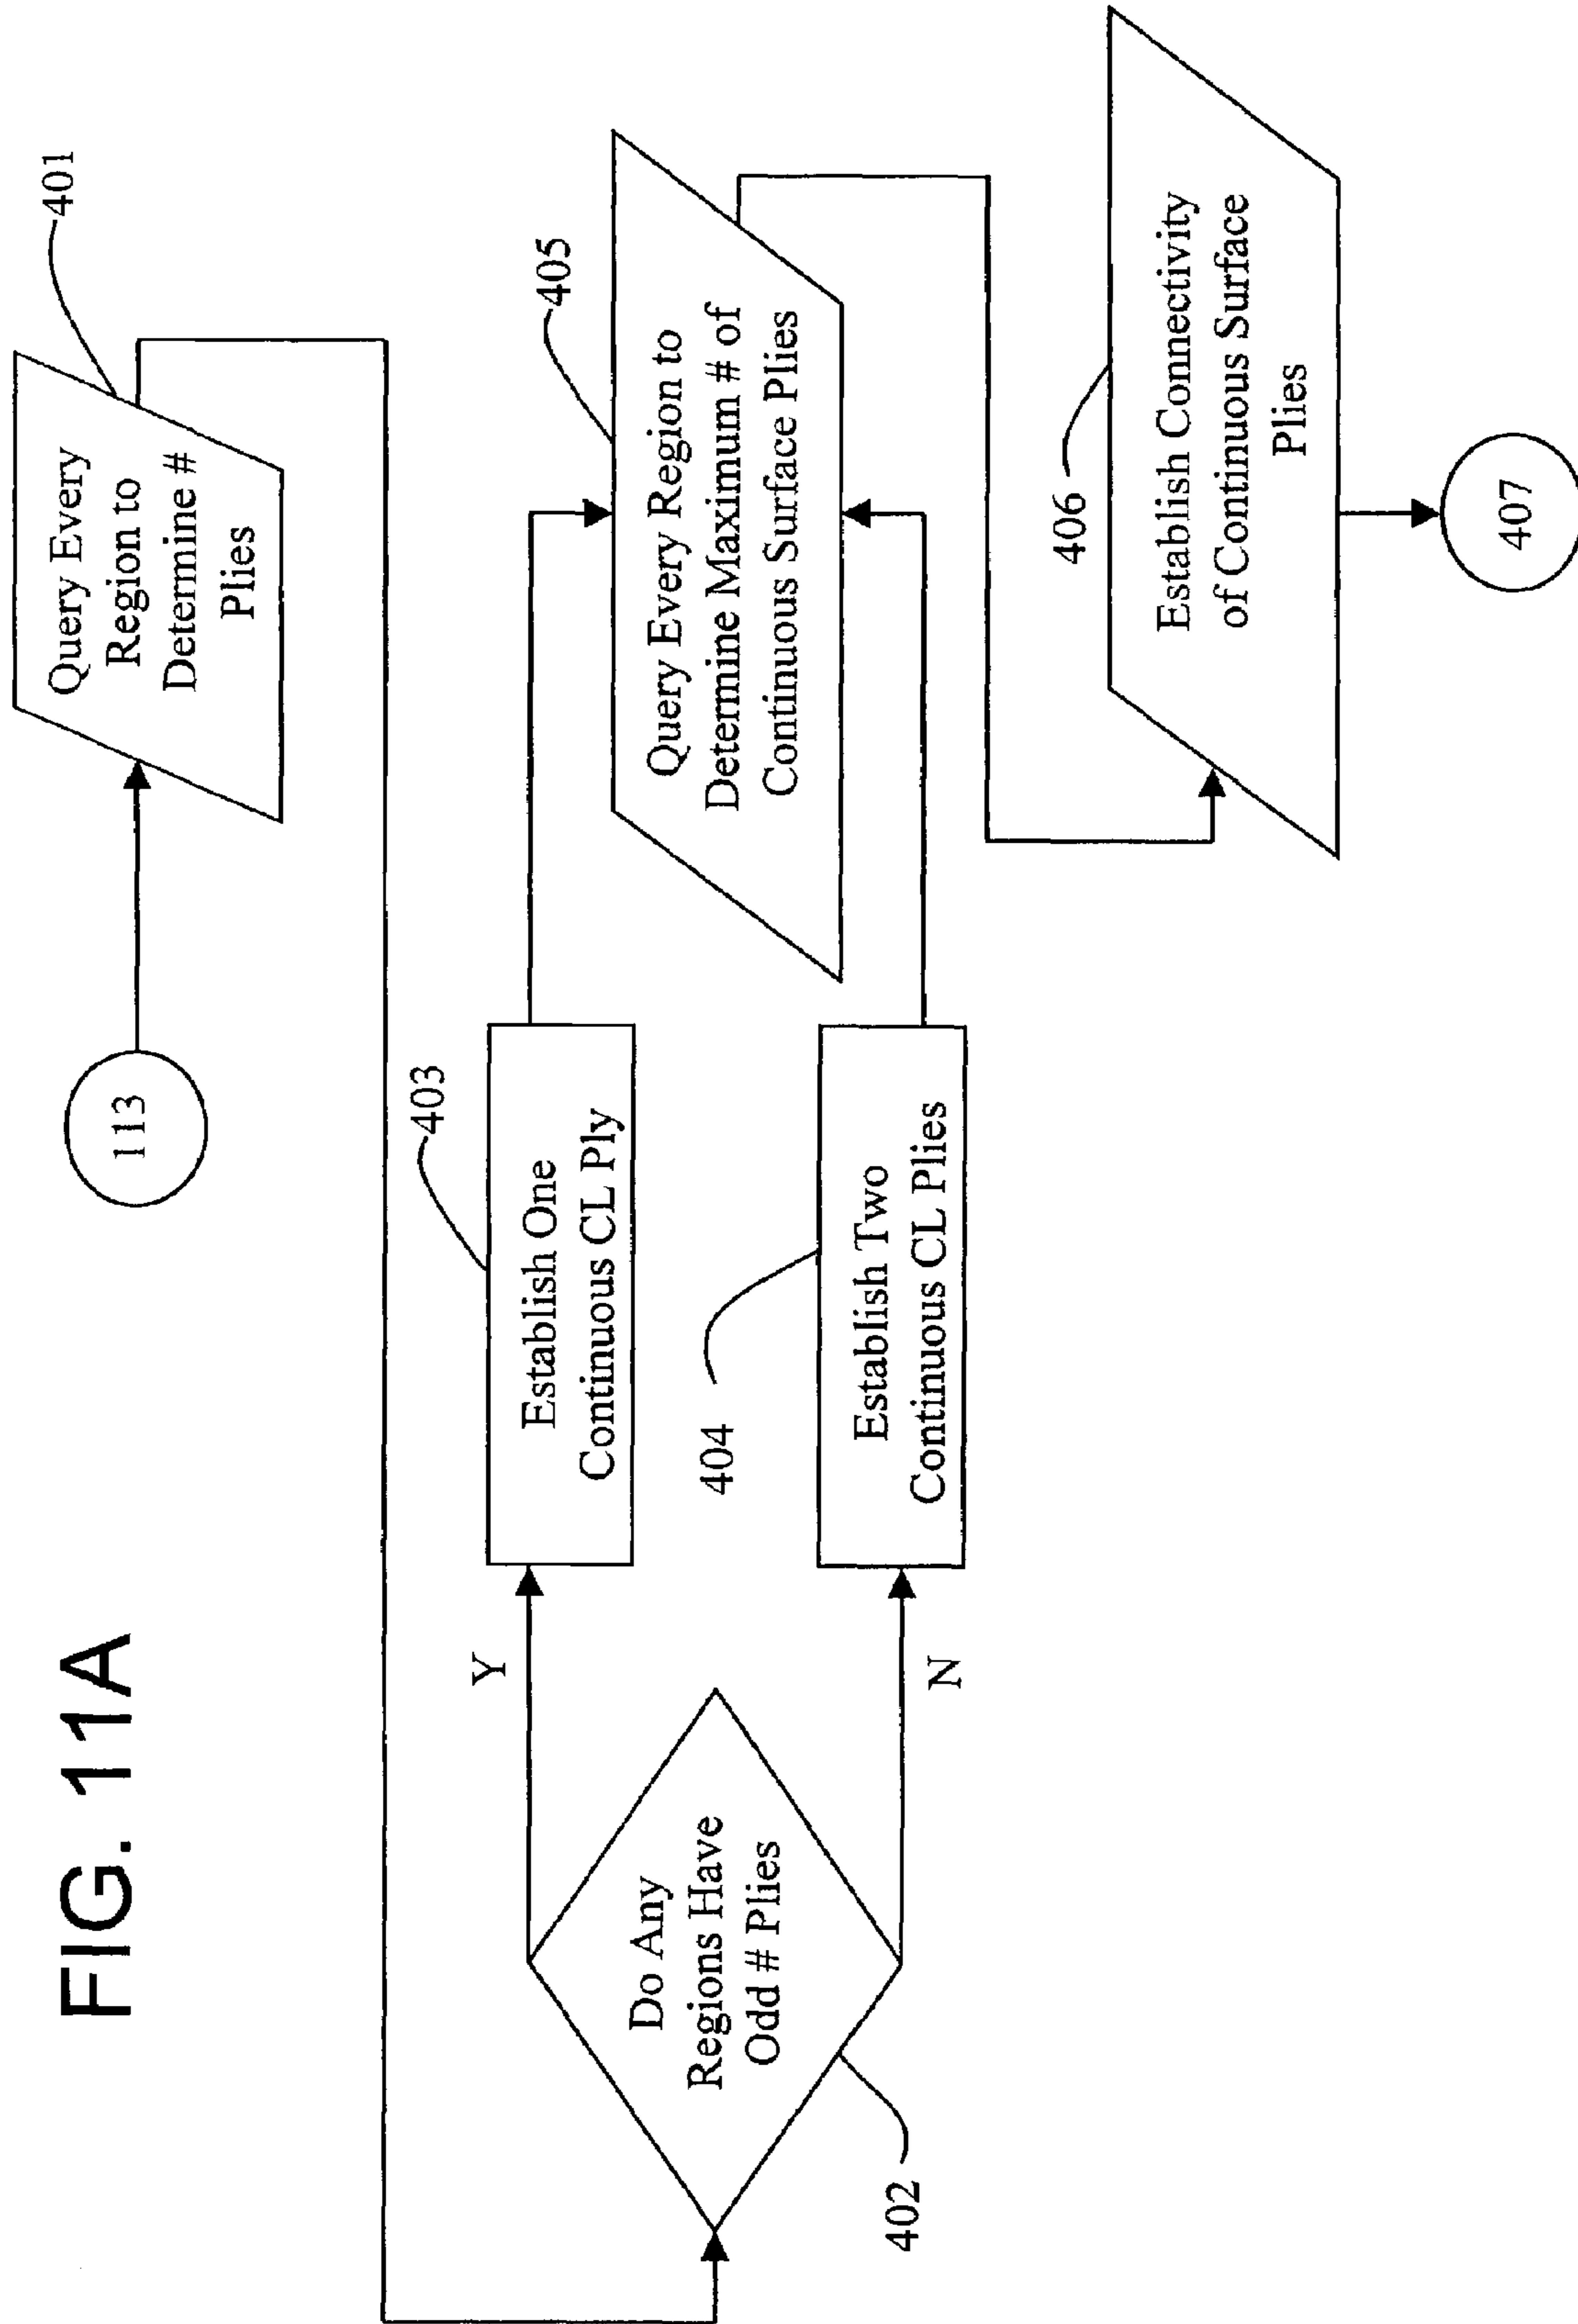 FIG. 11A
113
Query Every
Region to
Determine #
Plies
401
Do Any
Regions Have
Odd # Plies
402
Y
N
Establish One
Continuous CL Ply
403
Establish Two
Continuous CL Plies
404
Query Every Region to
Determine Maximum # of
Continuous Surface Plies
405
Establish Connectivity
of Continuous Surface
Plies
406
407